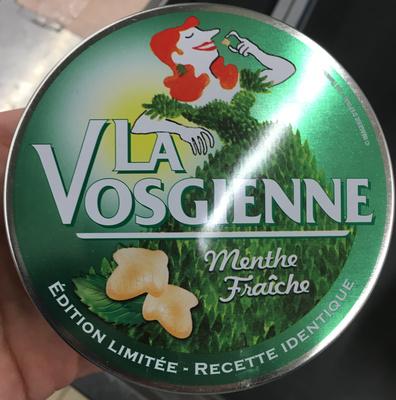 LA
VOSGIENNE
Menthe
Fraîche
ÉDITION LIMITÉE - RECETTE IDENTIQUE